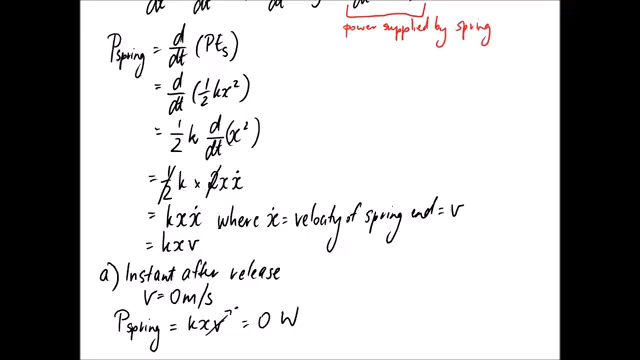 power supplied by spring
P_spring = d/dt (PE_s)
= d/dt (1/2 kx²)
= 1/2 k d/dt (x²)
= 1/2 k × 2xẋ
= kxẋ where ẋ = velocity of spring end = v
= kxv
a) Instant after release
v = 0 m/s
P_spring = kxv = 0 W